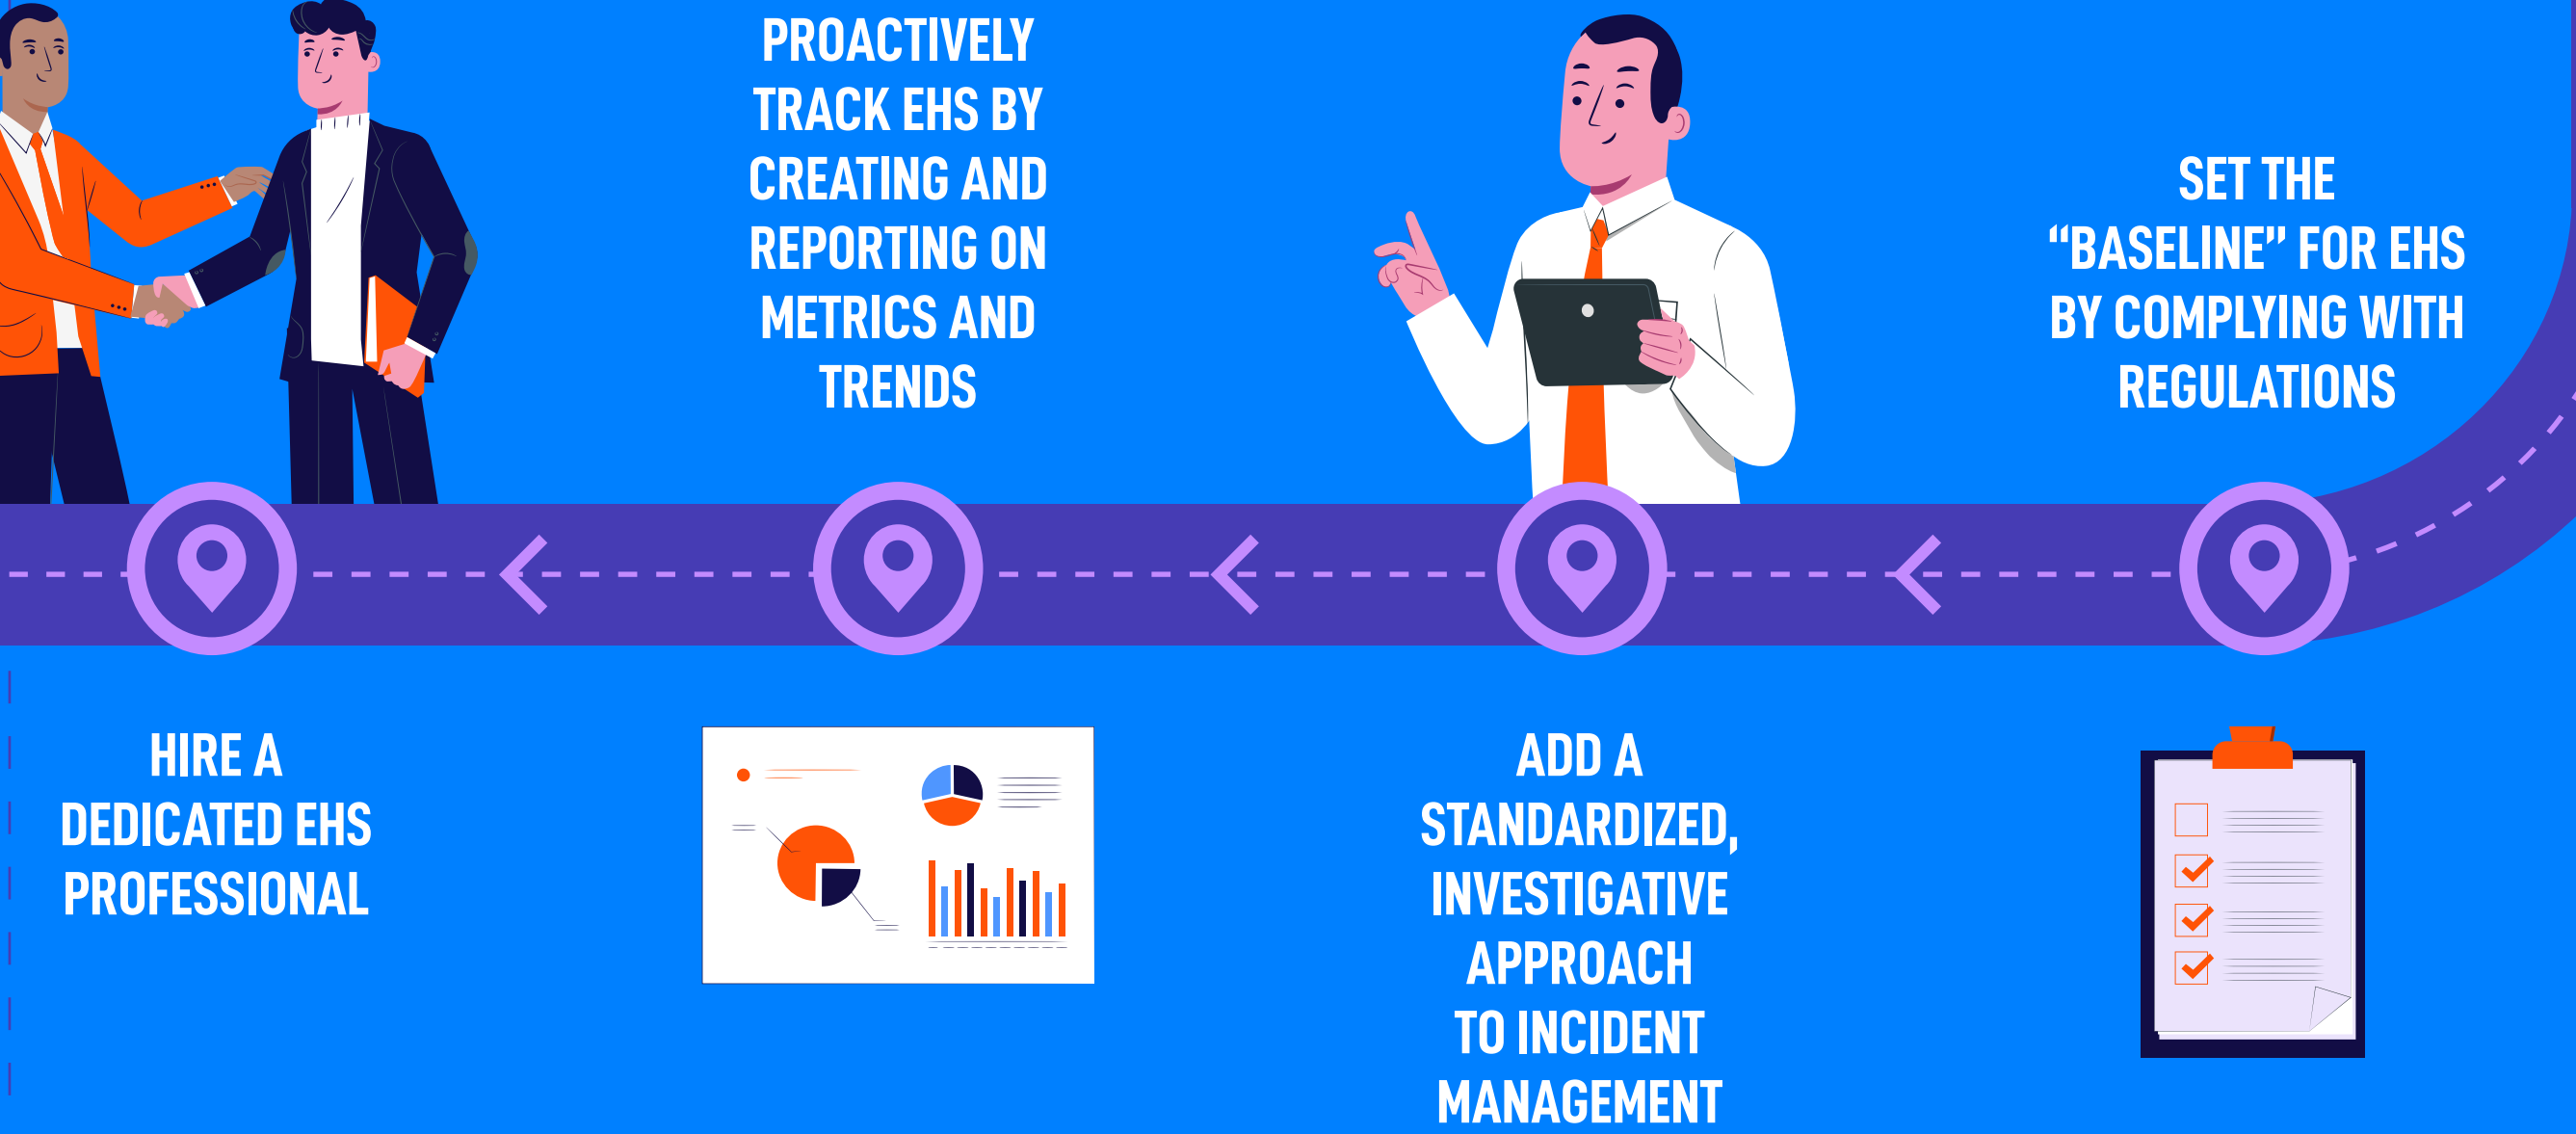 PROACTIVELY
TRACK EHS BY
CREATING AND
REPORTING ON
METRICS AND
TRENDS
SET THE
“BASELINE” FOR EHS
BY COMPLYING WITH
REGULATIONS
HIRE A
DEDICATED EHS
PROFESSIONAL
ADD A
STANDARDIZED,
INVESTIGATIVE
APPROACH
TO INCIDENT
MANAGEMENT